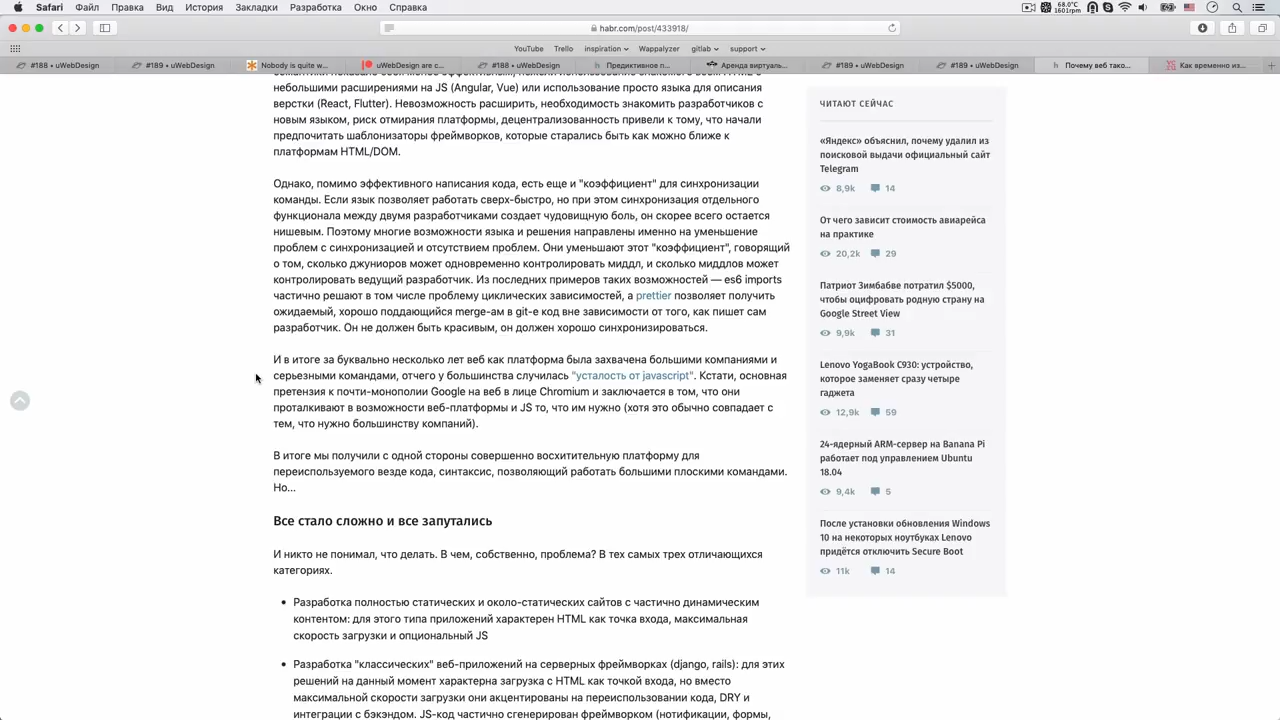 Safari Файл Правка Вид История Закладки Разработка Окно Справка
68.0°C
1601rpm
habr.com/post/433918/
YouTube Trello inspiration Wappalyzer gitlab support
#188 – uWebDesign #189 – uWebDesign Nobody is quite w... uWebDesign are c... #188 – uWebDesign Предиктивное п... Аренда виртуаль... #189 – uWebDesign #189 – uWebDesign Почему веб тако... Как временно из...
небольшими расширениями на JS (Angular, Vue) или использование просто языка для описания
верстки (React, Flutter). Невозможность расширить, необходимость знакомить разработчиков с
новым языком, риск отмирания платформы, децентрализованность привели к тому, что начали
предпочитать шаблонизаторы фреймворков, которые старались быть как можно ближе к
платформам HTML/DOM.
Однако, помимо эффективного написания кода, есть еще и "коэффициент" для синхронизации
команды. Если язык позволяет работать сверх-быстро, но при этом синхронизация отдельного
функционала между двумя разработчиками создает чудовищную боль, он скорее всего остается
нишевым. Поэтому многие возможности языка и решения направлены именно на уменьшение
проблем с синхронизацией и отсутствием проблем. Они уменьшают этот "коэффициент", говорящий
о том, сколько джуниоров может одновременно контролировать миддл, и сколько миддлов может
контролировать ведущий разработчик. Из последних примеров таких возможностей — es6 imports
частично решают в том числе проблему циклических зависимостей, а prettier позволяет получить
ожидаемый, хорошо поддающийся merge-ам в git-е код вне зависимости от того, как пишет сам
разработчик. Он не должен быть красивым, он должен хорошо синхронизироваться.
И в итоге за буквально несколько лет веб как платформа была захвачена большими компаниями и
серьезными командами, отчего у большинства случилась "усталость от javascript". Кстати, основная
претензия к почти-монополии Google на веб в лице Chromium и заключается в том, что они
проталкивают в возможности веб-платформы и JS то, что им нужно (хотя это обычно совпадает с
тем, что нужно большинству компаний).
В итоге мы получили с одной стороны совершенно восхитительную платформу для
переиспользуемого везде кода, синтаксис, позволяющий работать большими плоскими командами.
Но...
Все стало сложно и все запутались
И никто не понимал, что делать. В чем, собственно, проблема? В тех самых трех отличающихся
категориях.
• Разработка полностью статических и около-статических сайтов с частично динамическим
контентом: для этого типа приложений характерен HTML как точка входа, максимальная
скорость загрузки и опциональный JS
• Разработка "классических" веб-приложений на серверных фреймворках (django, rails): для этих
решений на данный момент характерна загрузка с HTML как точкой входа, но вместо
максимальной скорости загрузки они акцентированы на переиспользовании кода, DRY и
интеграции с бэкэндом. JS-код частично сгенерирован фреймворком (нотификации, формы,
ЧИТАЮТ СЕЙЧАС
«Яндекс» объяснил, почему удалил из
поисковой выдачи официальный сайт
Telegram
8,9k 14
От чего зависит стоимость авиарейса
на практике
20,2k 29
Патриот Зимбабве потратил $5000,
чтобы оцифровать родную страну на
Google Street View
9,9k 31
Lenovo YogaBook C930: устройство,
которое заменяет сразу четыре
гаджета
12,9k 59
24-ядерный ARM-сервер на Banana Pi
работает под управлением Ubuntu
18.04
9,4k 5
После установки обновления Windows
10 на некоторых ноутбуках Lenovo
придётся отключить Secure Boot
11k 14